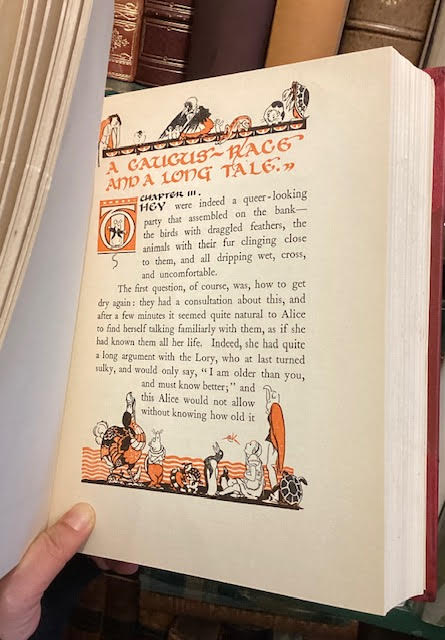 A CAUCUS-RACE
AND A LONG TALE.»
CHAPTER III.
THEY were indeed a queer-looking
party that assembled on the bank—
the birds with draggled feathers, the
animals with their fur clinging close
to them, and all dripping wet, cross,
and uncomfortable.
The first question, of course, was, how to get
dry again: they had a consultation about this, and
after a few minutes it seemed quite natural to Alice
to find herself talking familiarly with them, as if she
had known them all her life. Indeed, she had quite
a long argument with the Lory, who at last turned
sulky, and would only say, “I am older than you,
and must know better;” and
this Alice would not allow
without knowing how old it